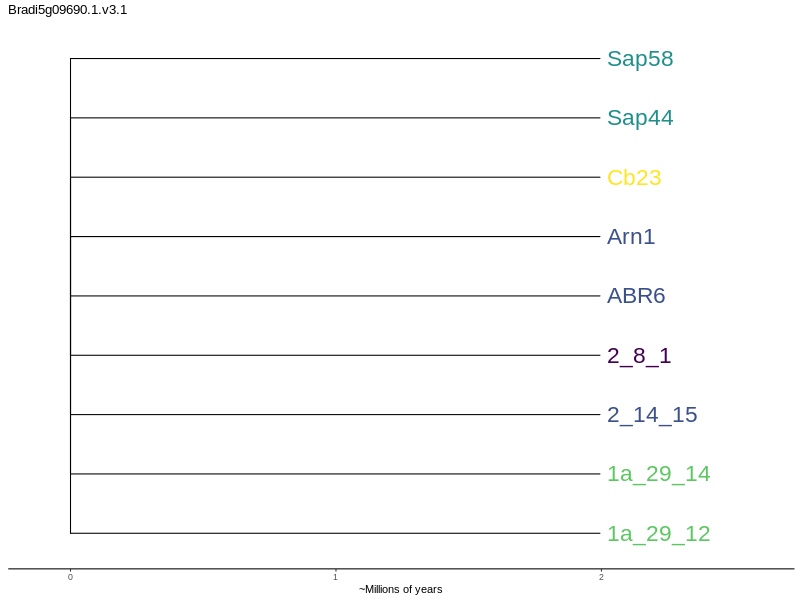 Bradi5g09690.1.v3.1
Sap58
Sap44
Cb23
Arn1
ABR6
2_8_1
2_14_15
1a_29_14
1a_29_12
0 1 2
~Millions of years